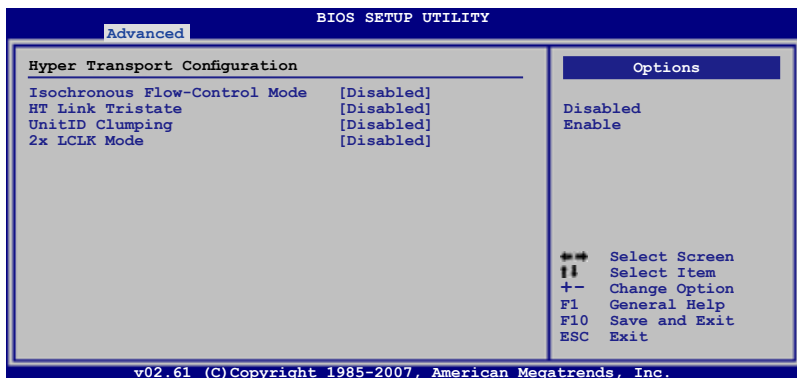 BIOS SETUP UTILITY
Advanced
Hyper Transport Configuration
Isochronous Flow-Control Mode [Disabled]
HT Link Tristate [Disabled]
UnitID Clumping [Disabled]
2x LCLK Mode [Disabled]
Options
Disabled
Enable
←→ Select Screen
↑↓ Select Item
+- Change Option
F1 General Help
F10 Save and Exit
ESC Exit
v02.61 (C)Copyright 1985-2007, American Megatrends, Inc.